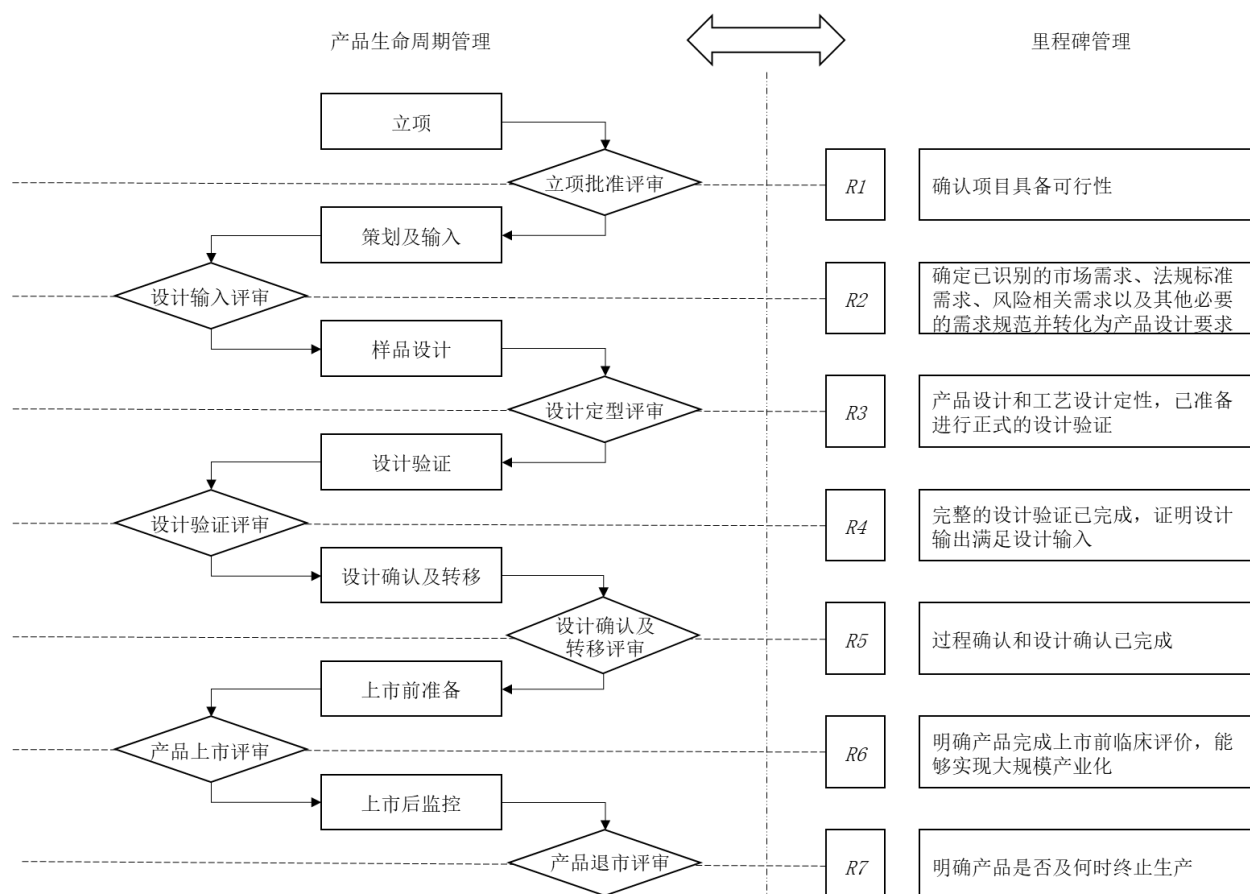 产品生命周期管理
里程碑管理
立项
立项批准评审
R1
确认项目具备可行性
策划及输入
设计输入评审
R2
确定已识别的市场需求、法规标准
需求、风险相关需求以及其他必要
的需求规范并转化为产品设计要求
样品设计
设计定型评审
R3
产品设计和工艺设计定性，已准备
进行正式的设计验证
设计验证
设计验证评审
R4
完整的设计验证已完成，证明设计
输出满足设计输入
设计确认及转移
设计确认及
转移评审
R5
过程确认和设计确认已完成
上市前准备
产品上市评审
R6
明确产品完成上市前临床评价，能
够实现大规模产业化
上市后监控
产品退市评审
R7
明确产品是否及何时终止生产